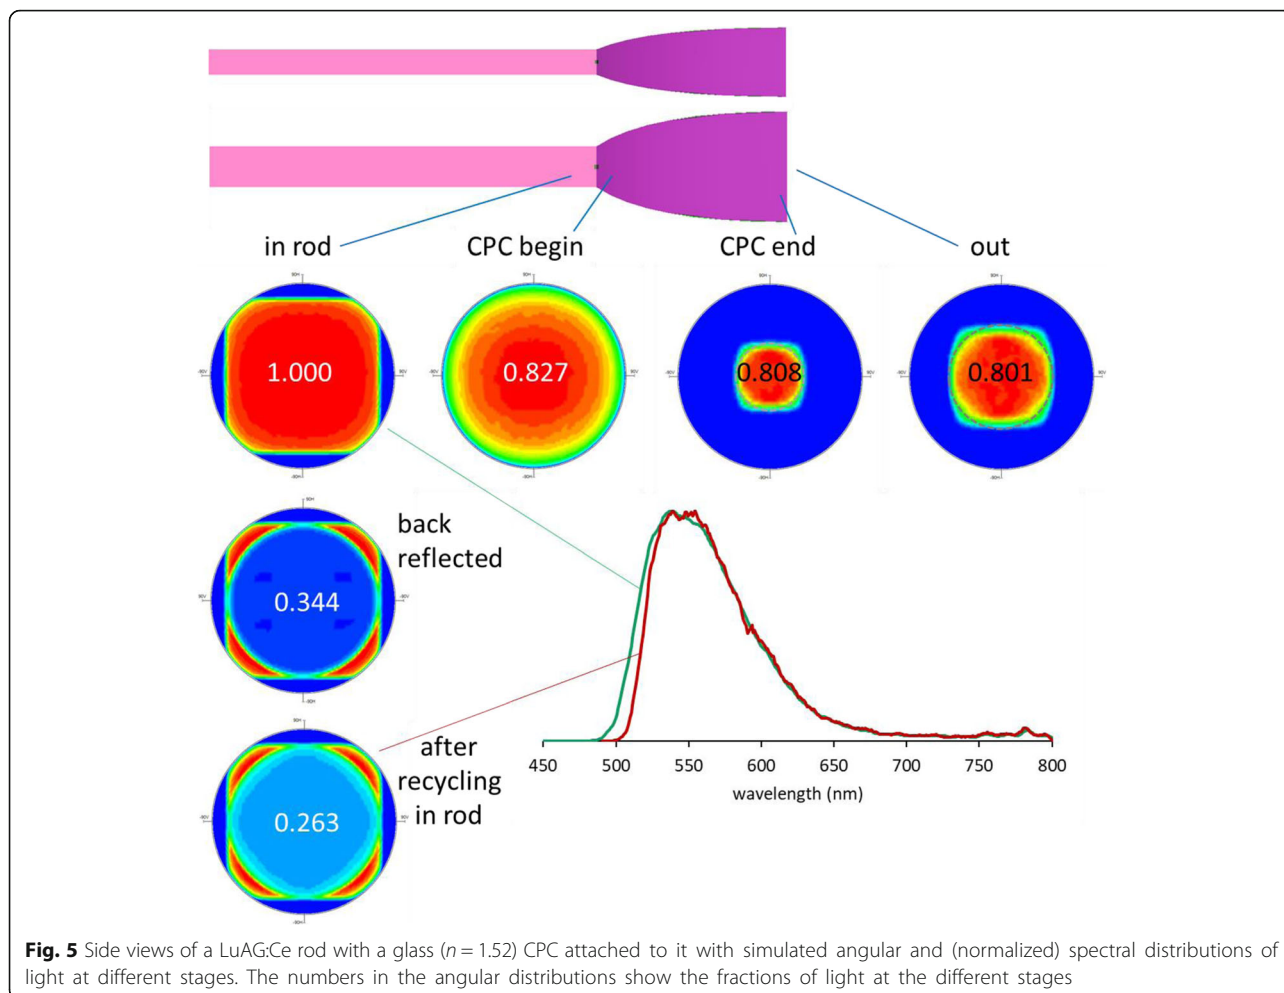 in rod
CPC begin
CPC end
out
1.000
0.827
0.808
0.801
back
reflected
0.344
after
recycling
in rod
0.263
450 500 550 600 650 700 750 800
wavelength (nm)
Fig. 5 Side views of a LuAG:Ce rod with a glass (n = 1.52) CPC attached to it with simulated angular and (normalized) spectral distributions of
light at different stages. The numbers in the angular distributions show the fractions of light at the different stages